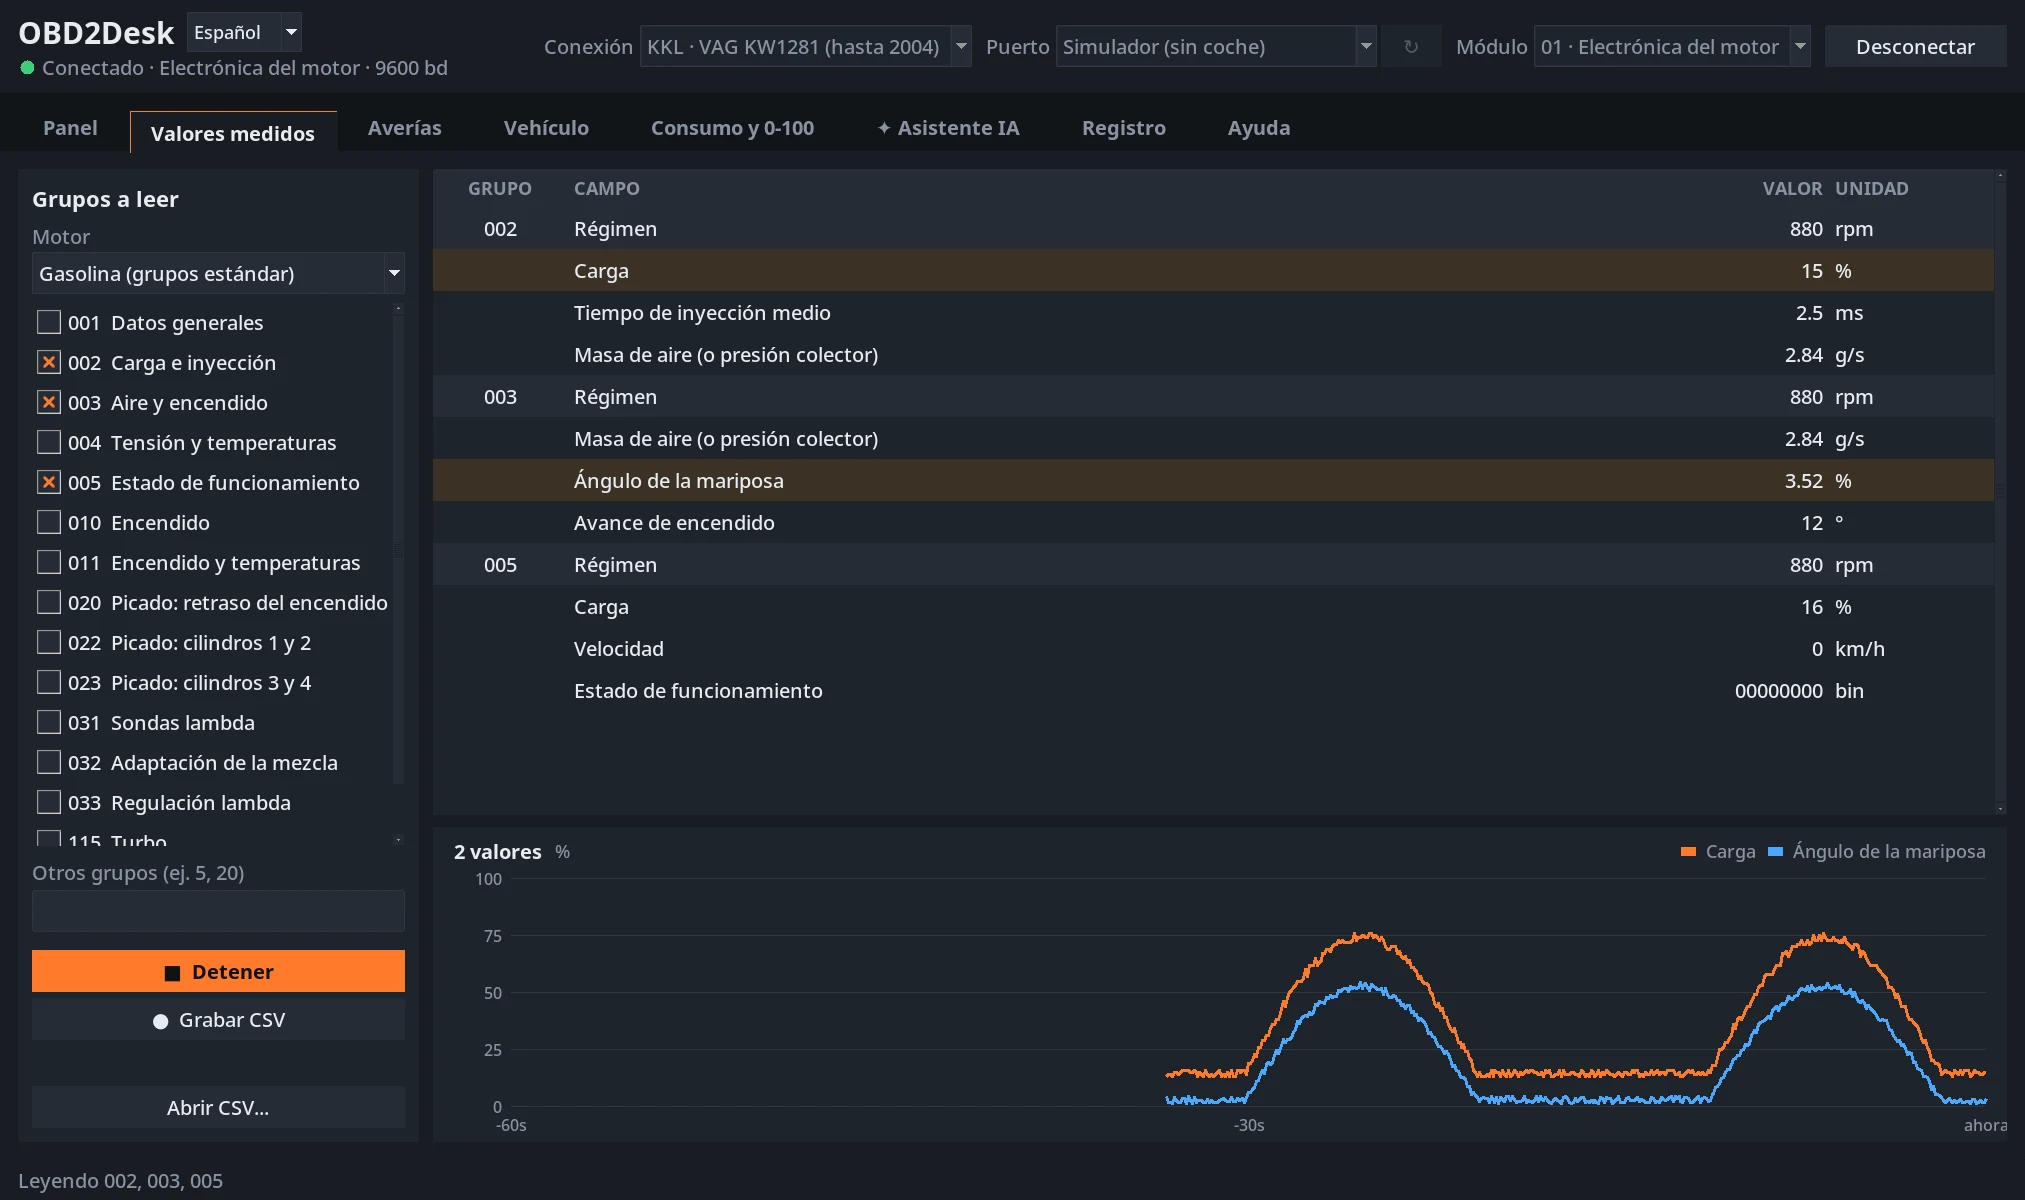 OBD2Desk Español
Conectado · Electrónica del motor · 9600 bd
Conexión KKL · VAG KW1281 (hasta 2004) Puerto Simulador (sin coche) ↻ Módulo 01 · Electrónica del motor Desconectar
Panel Valores medidos Averías Vehículo Consumo y 0-100 ✦ Asistente IA Registro Ayuda
Grupos a leer
Motor
Gasolina (grupos estándar)
001 Datos generales
002 Carga e inyección
003 Aire y encendido
004 Tensión y temperaturas
005 Estado de funcionamiento
010 Encendido
011 Encendido y temperaturas
020 Picado: retraso del encendido
022 Picado: cilindros 1 y 2
023 Picado: cilindros 3 y 4
031 Sondas lambda
032 Adaptación de la mezcla
033 Regulación lambda
115 Turbo
Otros grupos (ej. 5, 20)
■ Detener
● Grabar CSV
Abrir CSV...
GRUPO CAMPO VALOR UNIDAD
002 Régimen 880 rpm
Carga 15 %
Tiempo de inyección medio 2.5 ms
Masa de aire (o presión colector) 2.84 g/s
003 Régimen 880 rpm
Masa de aire (o presión colector) 2.84 g/s
Ángulo de la mariposa 3.52 %
Avance de encendido 12 °
005 Régimen 880 rpm
Carga 16 %
Velocidad 0 km/h
Estado de funcionamiento 00000000 bin
2 valores % Carga Ángulo de la mariposa
100
75
50
25
0
-60s -30s ahora
Leyendo 002, 003, 005